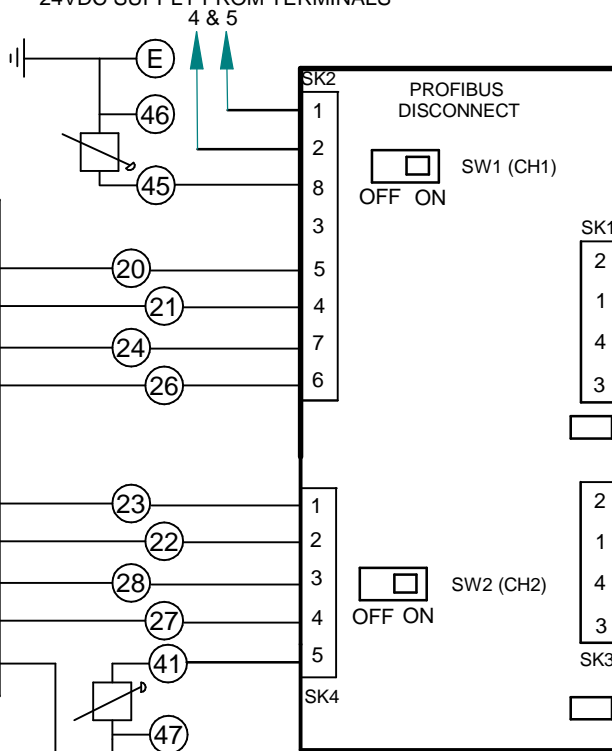 24VDC SUPPLY FROM TERMINALS
4 & 5
E
SK2
PROFIBUS
DISCONNECT
46
1
2
SW1 (CH1)
45
8
OFF ON
3
SK1
20
5
2
21
4
1
24
7
4
26
6
3
23
1
2
22
2
1
28
3
SW2 (CH2)
4
27
4
OFF ON
3
41
5
SK3
SK4
47